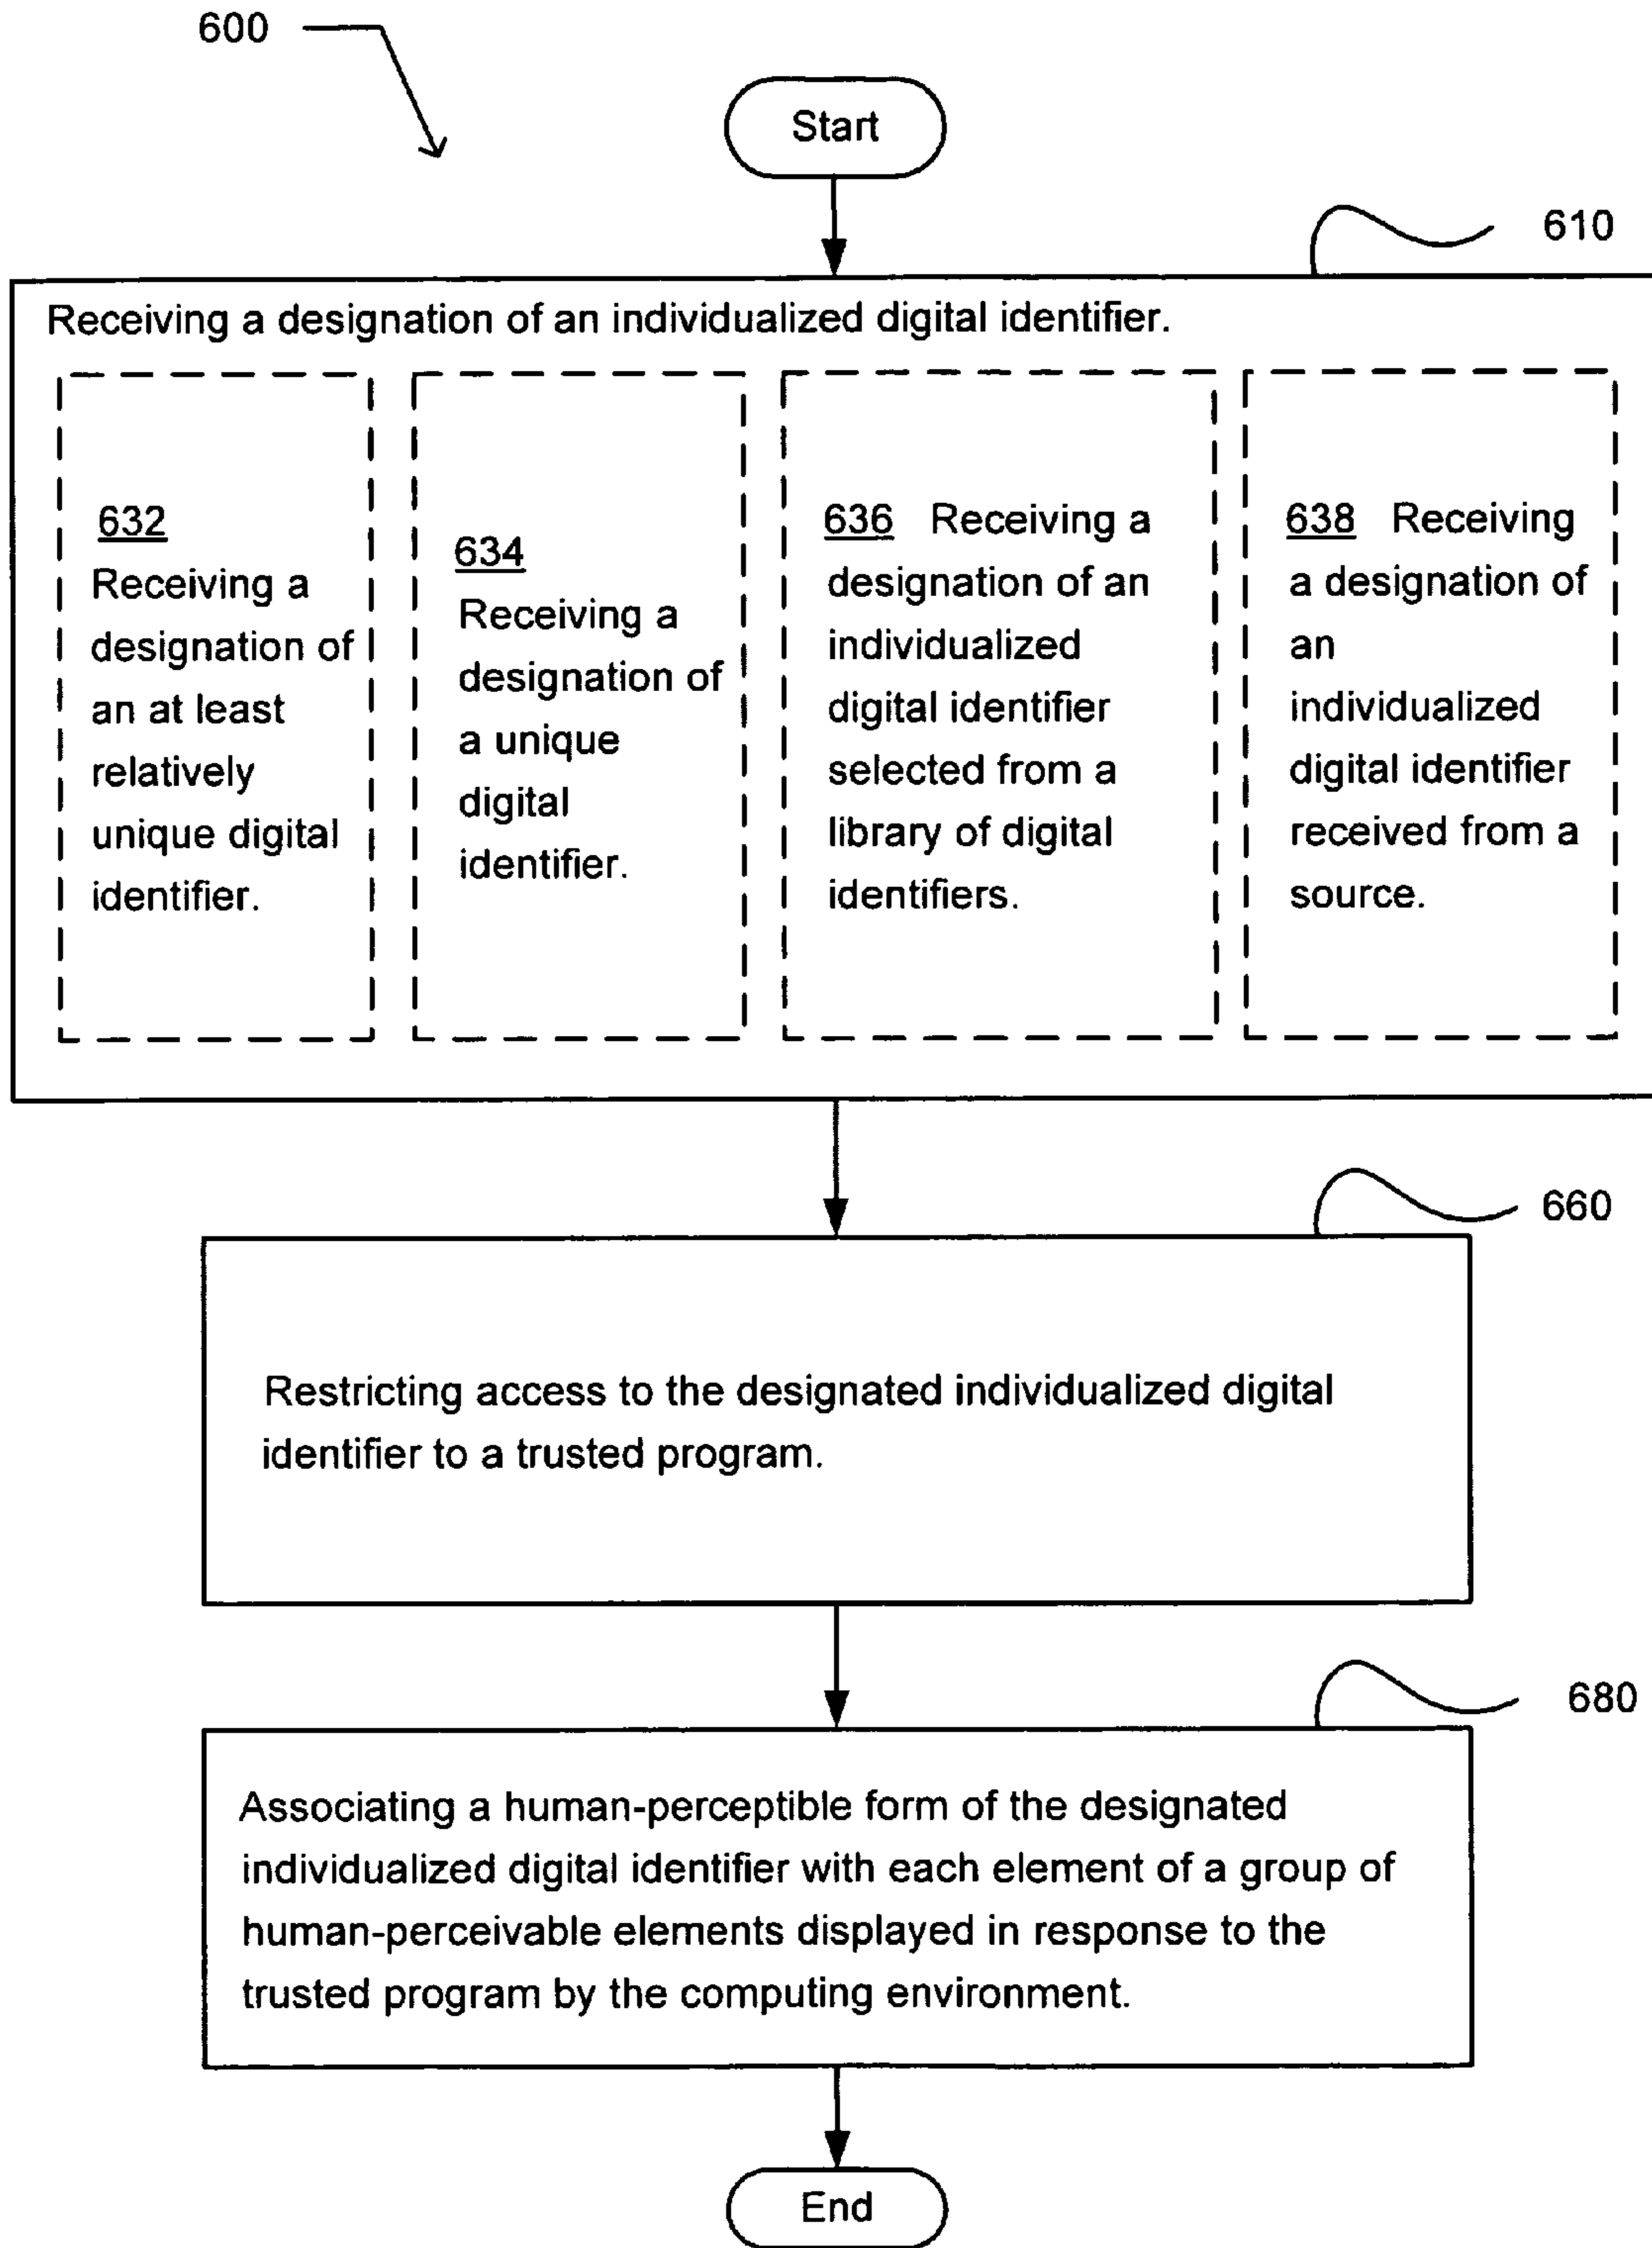 600
Start
610
Receiving a designation of an individualized digital identifier.
632
Receiving a
designation of
an at least
relatively
unique digital
identifier.
634
Receiving a
designation of
a unique
digital
identifier.
636 Receiving a
designation of an
individualized
digital identifier
selected from a
library of digital
identifiers.
638 Receiving
a designation of
an
individualized
digital identifier
received from a
source.
660
Restricting access to the designated individualized digital
identifier to a trusted program.
680
Associating a human-perceptible form of the designated
individualized digital identifier with each element of a group of
human-perceivable elements displayed in response to the
trusted program by the computing environment.
End